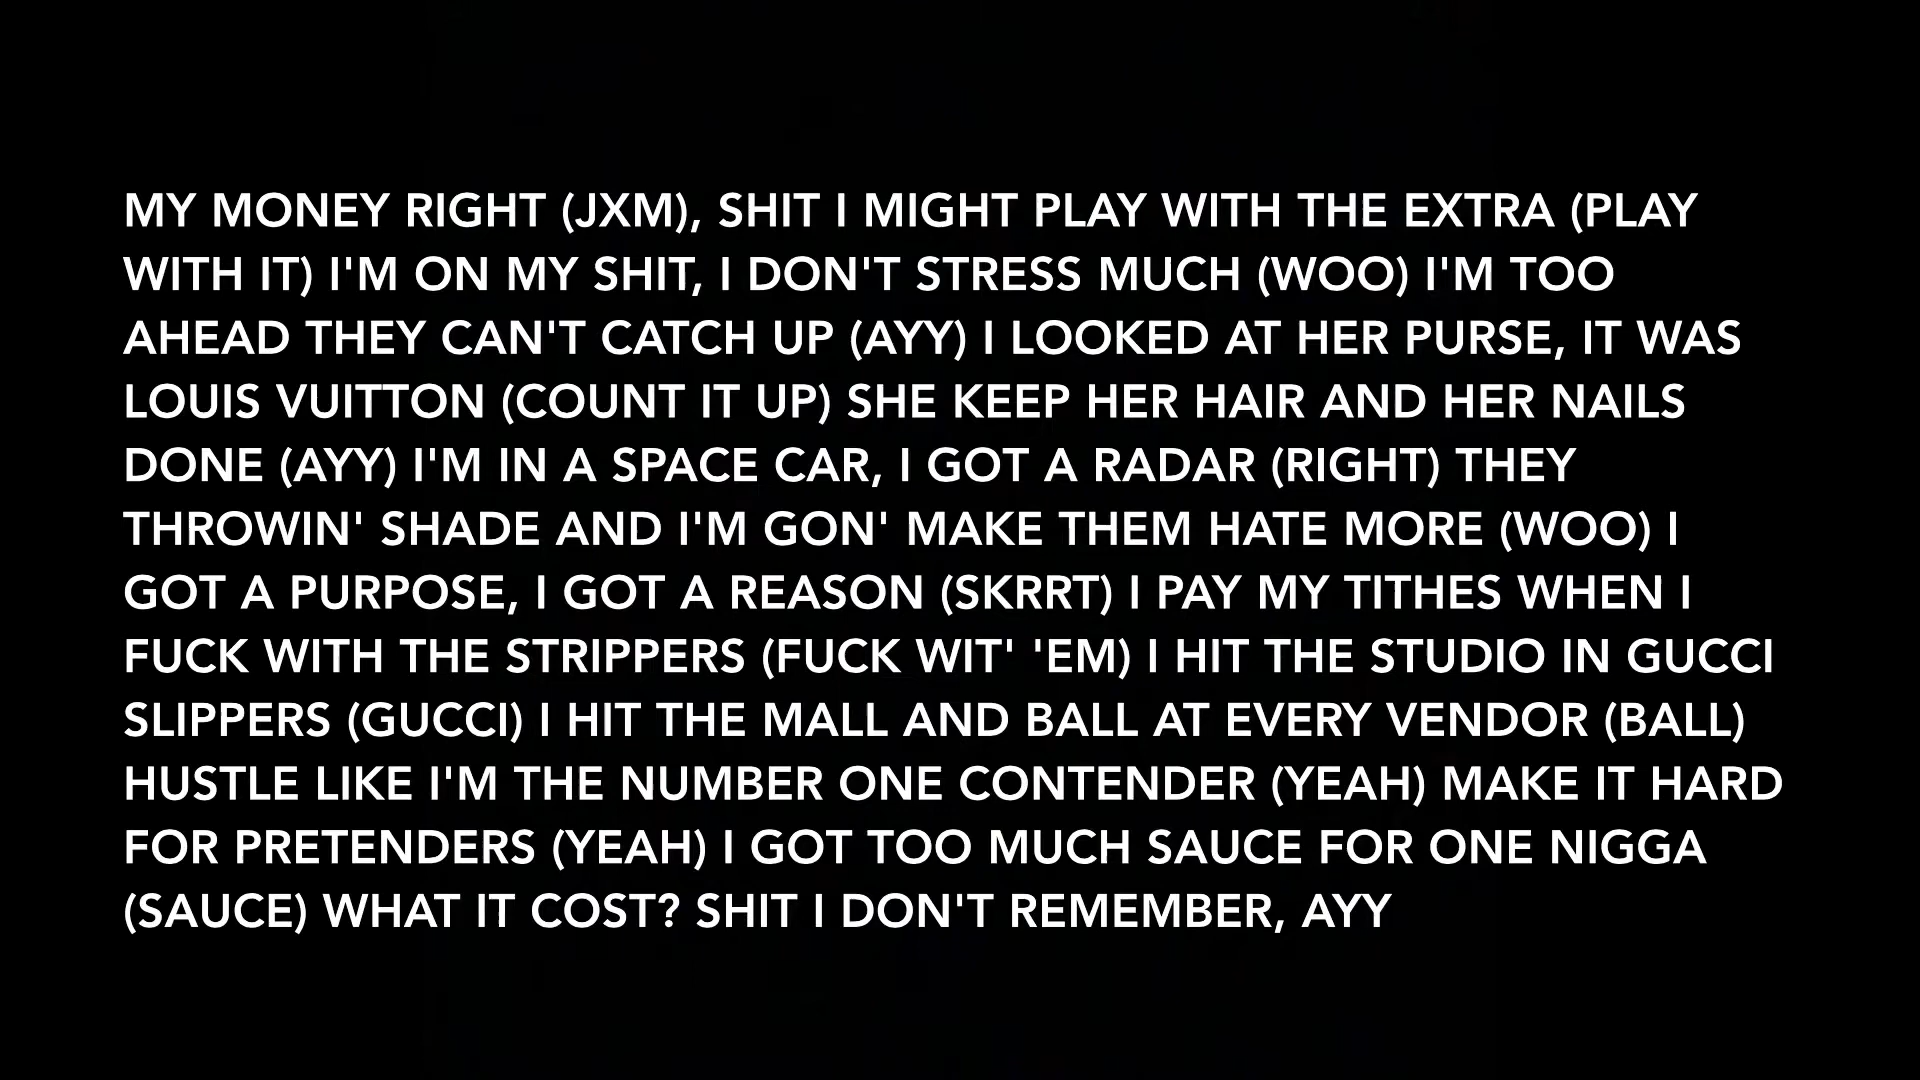 MY MONEY RIGHT (JXM), SHIT I MIGHT PLAY WITH THE EXTRA (PLAY
WITH IT) I'M ON MY SHIT, I DON'T STRESS MUCH (WOO) I'M TOO
AHEAD THEY CAN'T CATCH UP (AYY) I LOOKED AT HER PURSE, IT WAS
LOUIS VUITTON (COUNT IT UP) SHE KEEP HER HAIR AND HER NAILS
DONE (AYY) I'M IN A SPACE CAR, I GOT A RADAR (RIGHT) THEY
THROWIN' SHADE AND I'M GON' MAKE THEM HATE MORE (WOO) I
GOT A PURPOSE, I GOT A REASON (SKRRT) I PAY MY TITHES WHEN I
FUCK WITH THE STRIPPERS (FUCK WIT' 'EM) I HIT THE STUDIO IN GUCCI
SLIPPERS (GUCCI) I HIT THE MALL AND BALL AT EVERY VENDOR (BALL)
HUSTLE LIKE I'M THE NUMBER ONE CONTENDER (YEAH) MAKE IT HARD
FOR PRETENDERS (YEAH) I GOT TOO MUCH SAUCE FOR ONE NIGGA
(SAUCE) WHAT IT COST? SHIT I DON'T REMEMBER, AYY